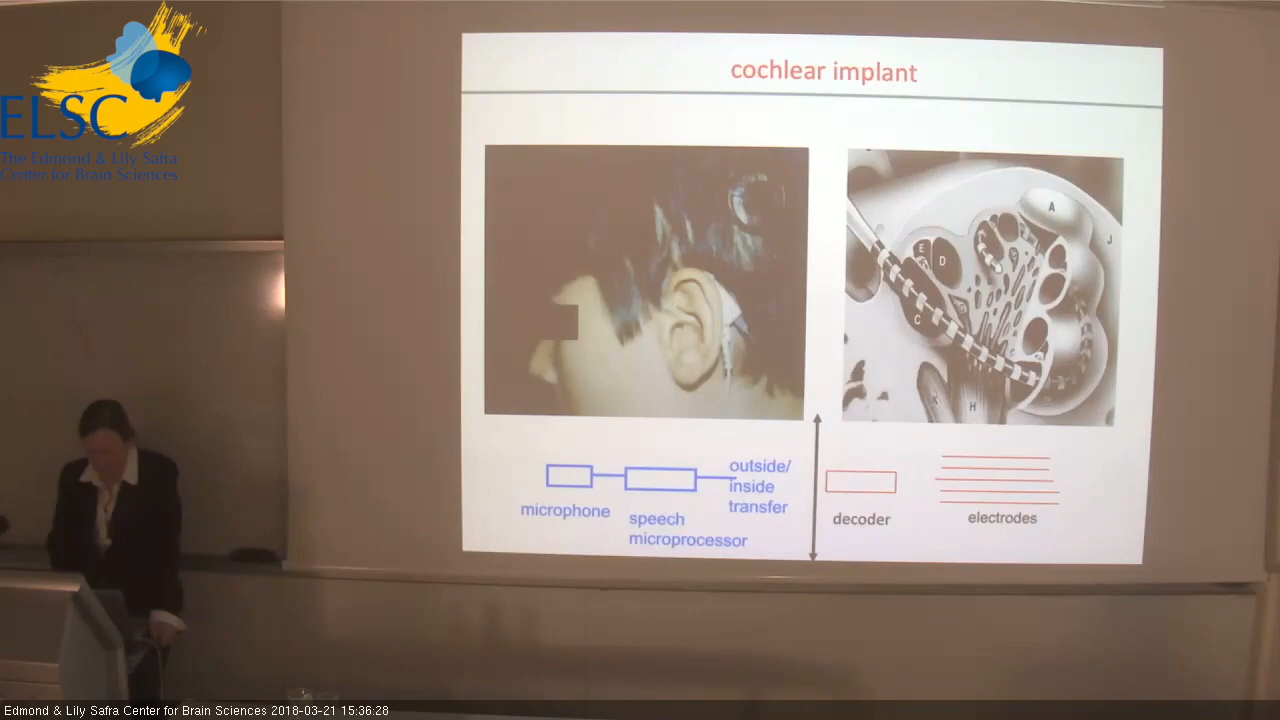 ELSC
The Edmond & Lily Safra
Center for Brain Sciences
cochlear implant
A
J
E
D
C
G
K
H
microphone
speech
microprocessor
outside/
inside
transfer
decoder
electrodes
Edmond & Lily Safra Center for Brain Sciences 2018-03-21 15:36:28